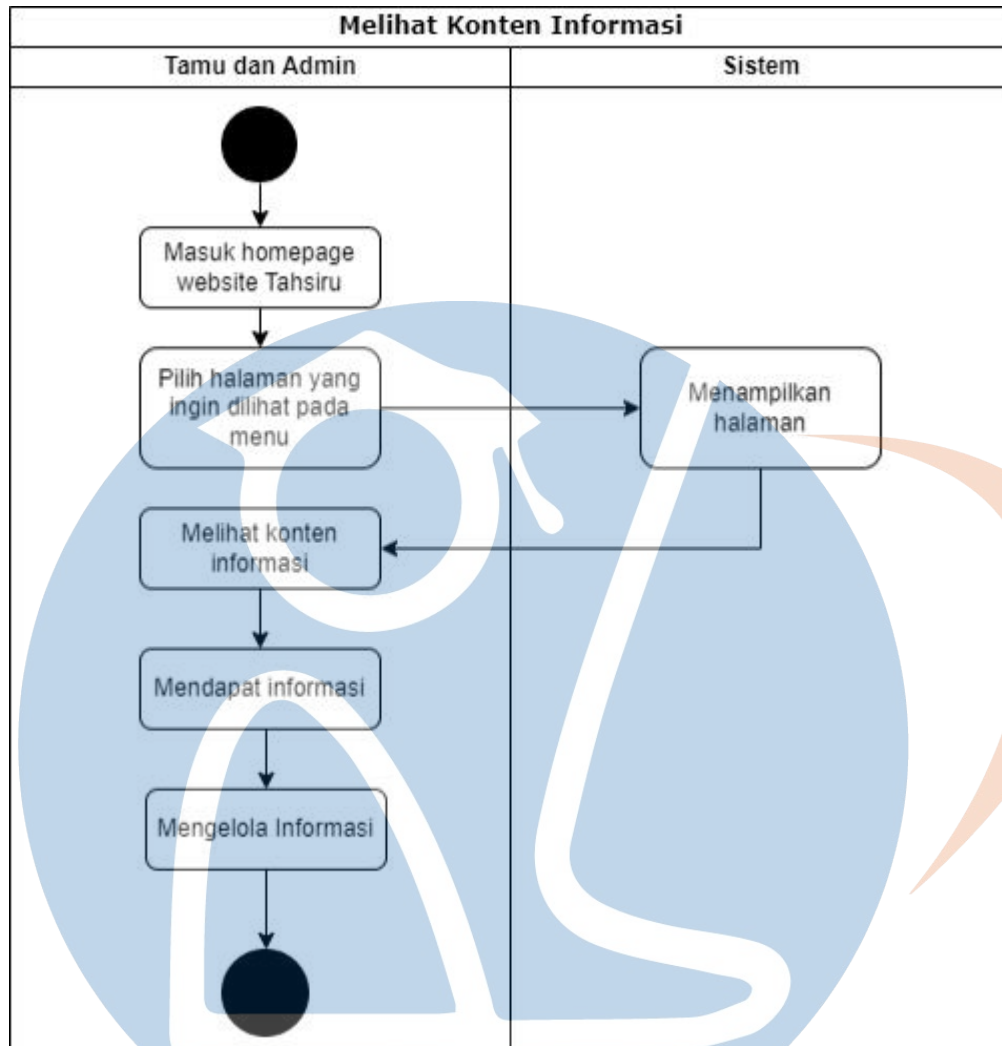 Melihat Konten Informasi
Tamu dan Admin
Sistem
Masuk homepage
website Tahsiru
Pilih halaman yang
ingin dilihat pada
menu
Menampilkan
halaman
Melihat konten
informasi
Mendapat informasi
Mengelola Informasi